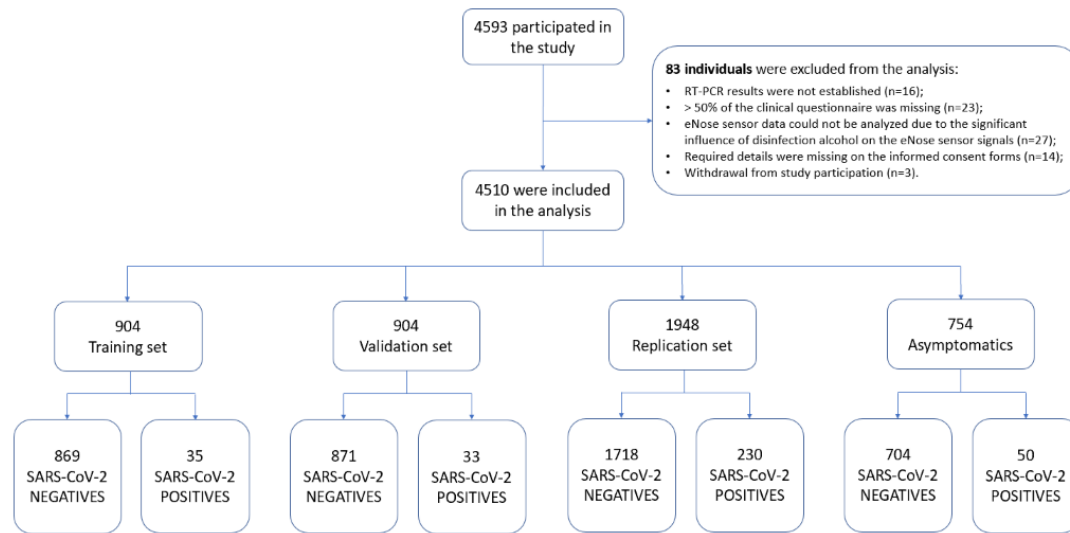 4593 participated in
the study
83 individuals were excluded from the analysis:
• RT-PCR results were not established (n=16);
• > 50% of the clinical questionnaire was missing (n=23);
• eNose sensor data could not be analyzed due to the significant
influence of disinfection alcohol on the eNose sensor signals (n=27);
• Required details were missing on the informed consent forms (n=14);
• Withdrawal from study participation (n=3).
4510 were included
in the analysis
904
Training set
904
Validation set
1948
Replication set
754
Asymptomatics
869
SARS-CoV-2
NEGATIVES
35
SARS-CoV-2
POSITIVES
871
SARS-CoV-2
NEGATIVES
33
SARS-CoV-2
POSITIVES
1718
SARS-CoV-2
NEGATIVES
230
SARS-CoV-2
POSITIVES
704
SARS-CoV-2
NEGATIVES
50
SARS-CoV-2
POSITIVES